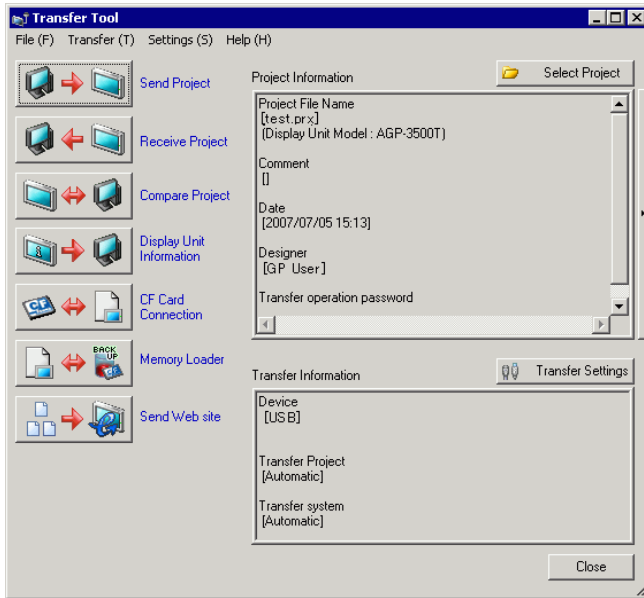 Transfer Tool
File (F) Transfer (T) Settings (S) Help (H)
Send Project
Receive Project
Compare Project
Display Unit
Information
CF Card
Connection
Memory Loader
Send Web site
Project Information
Select Project
Project File Name
[test.prx]
(Display Unit Model : AGP-3500T)
Comment
[]
Date
[2007/07/05 15:13]
Designer
[GP User]
Transfer operation password
Transfer Information
Transfer Settings
Device
[USB]
Transfer Project
[Automatic]
Transfer system
[Automatic]
Close
CF
BACK
UP